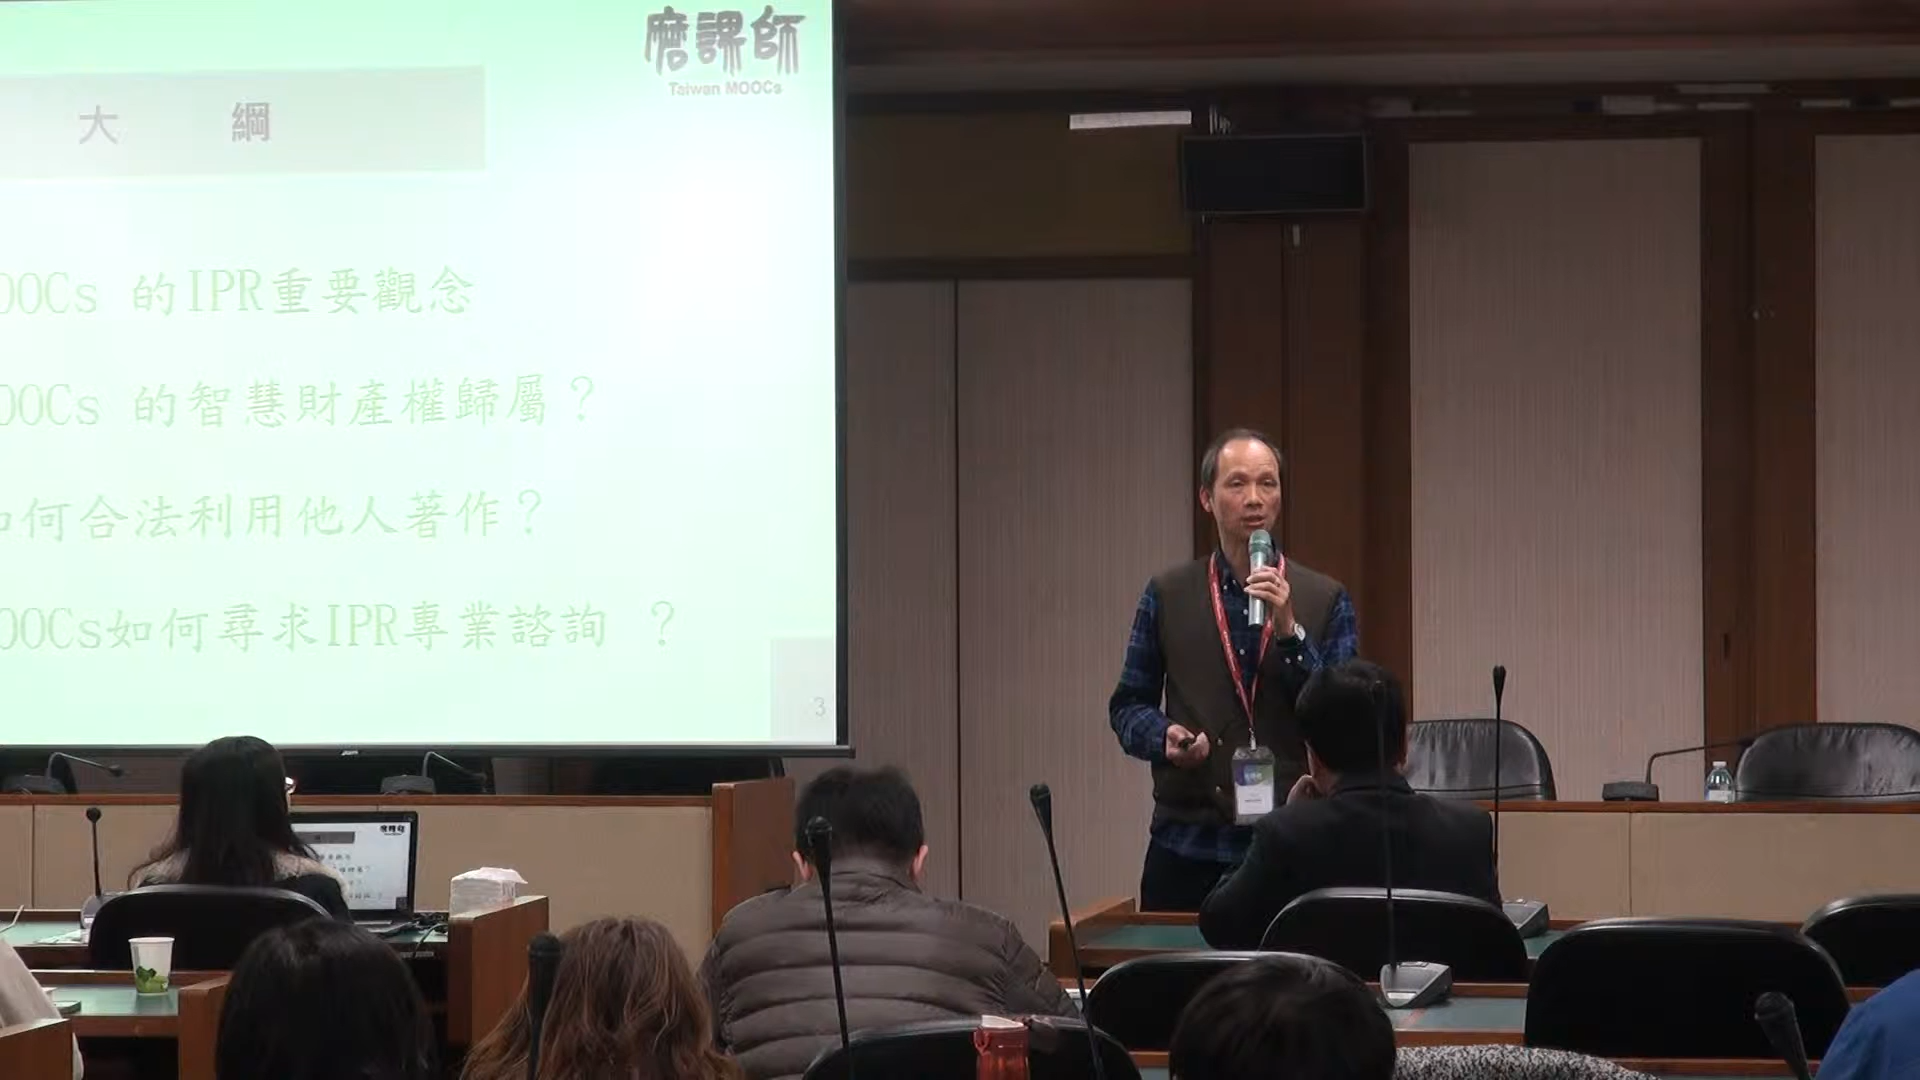 磨課師
Taiwan MOOCs
大 綱
OOCs 的IPR重要觀念
OOCs 的智慧財產權歸屬？
如何合法利用他人著作？
OOCs如何尋求IPR專業諮詢 ？
3